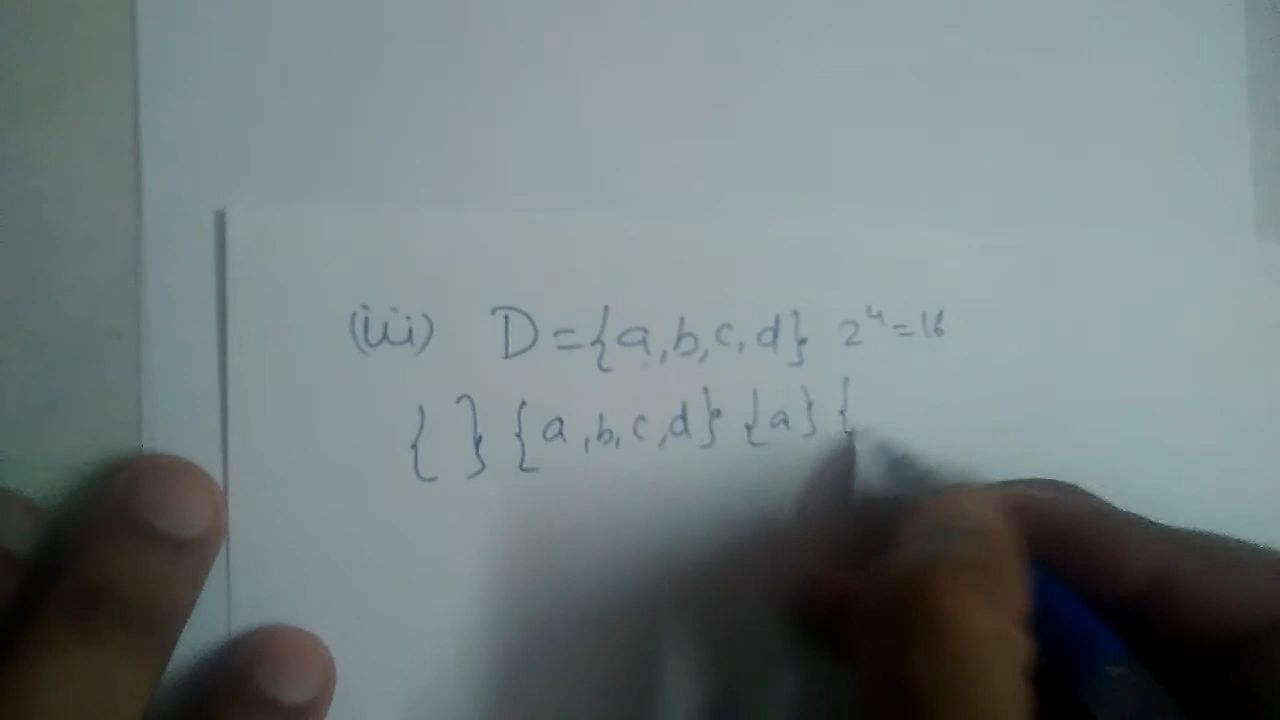 (iii) D={a,b,c,d} 2⁴=16
{ } {a,b,c,d} {a} {